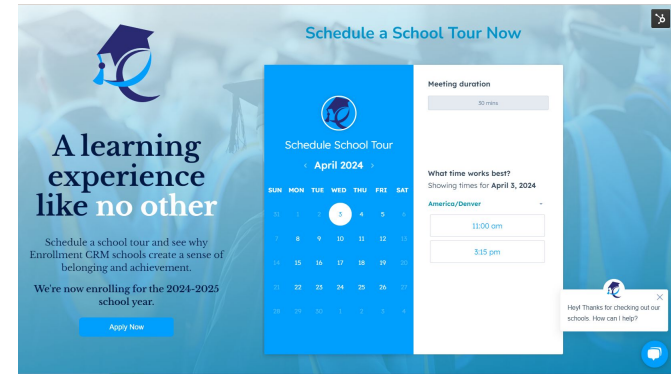 Schedule a School Tour Now
A learning
experience
like no other
Schedule a school tour and see why
Enrollment CRM schools create a sense of
belonging and achievement.
We're now enrolling for the 2024-2025
school year.
Apply Now
Schedule School Tour
‹ April 2024 ›
SUN MON TUE WED THU FRI SAT
31 1 2 3 4 5 6
7 8 9 10 11 12 13
14 15 16 17 18 19 20
21 22 23 24 25 26 27
28 29 30 1 2 3 4
Meeting duration
30 mins
What time works best?
Showing times for April 3, 2024
America/Denver
11:00 am
3:15 pm
Hey! Thanks for checking out our
schools. How can I help?